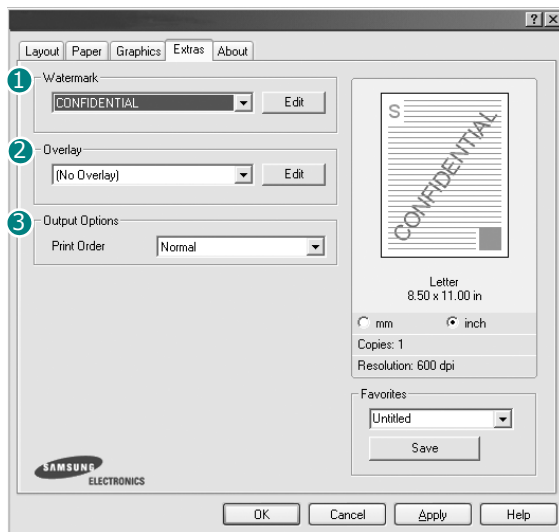 ? ×
Layout Paper Graphics Extras About
1 Watermark
CONFIDENTIAL Edit
2 Overlay
(No Overlay) Edit
3 Output Options
Print Order Normal
S
CONFIDENTIAL
Letter
8.50 x 11.00 in
mm inch
Copies: 1
Resolution: 600 dpi
Favorites
Untitled
Save
SAMSUNG
ELECTRONICS
OK Cancel Apply Help